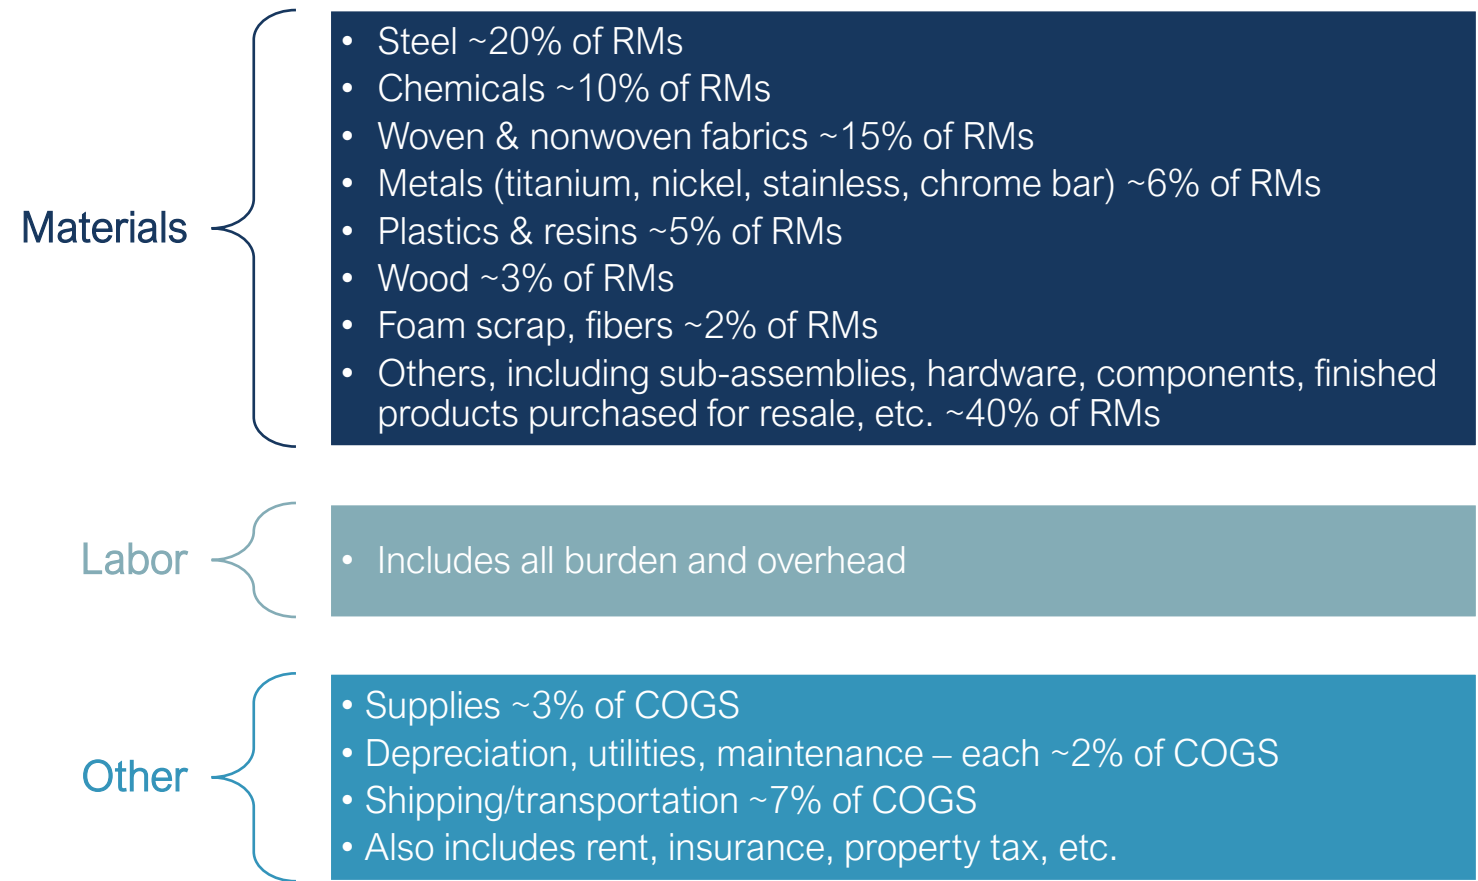 Materials
• Steel ~20% of RMs
• Chemicals ~10% of RMs
• Woven & nonwoven fabrics ~15% of RMs
• Metals (titanium, nickel, stainless, chrome bar) ~6% of RMs
• Plastics & resins ~5% of RMs
• Wood ~3% of RMs
• Foam scrap, fibers ~2% of RMs
• Others, including sub-assemblies, hardware, components, finished
products purchased for resale, etc. ~40% of RMs
Labor
• Includes all burden and overhead
Other
• Supplies ~3% of COGS
• Depreciation, utilities, maintenance – each ~2% of COGS
• Shipping/transportation ~7% of COGS
• Also includes rent, insurance, property tax, etc.